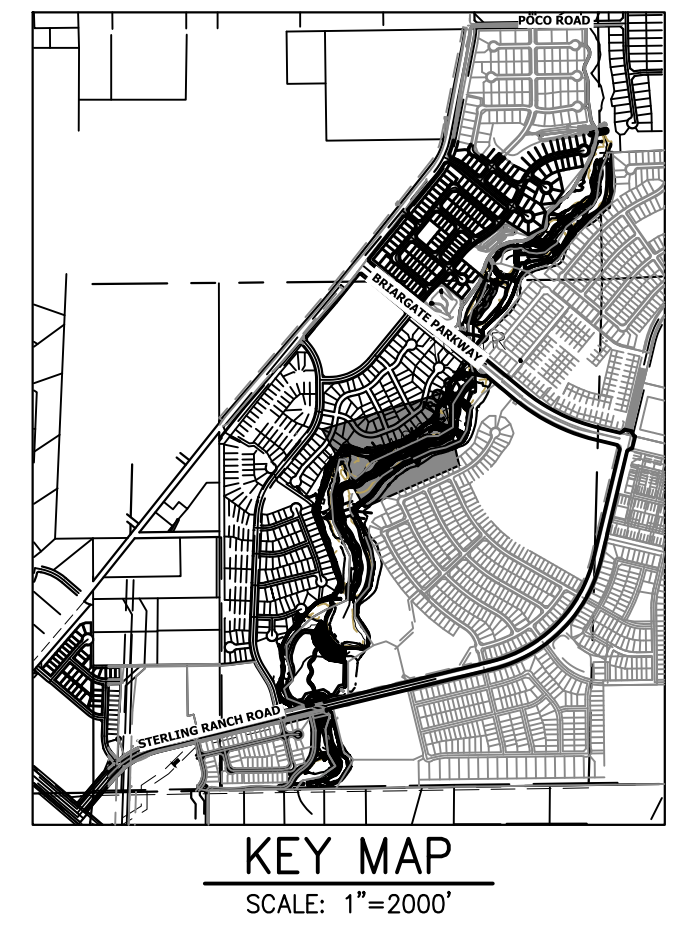 POCO ROAD
BRIARGATE PARKWAY
STERLING RANCH ROAD
KEY MAP
SCALE: 1"=2000'